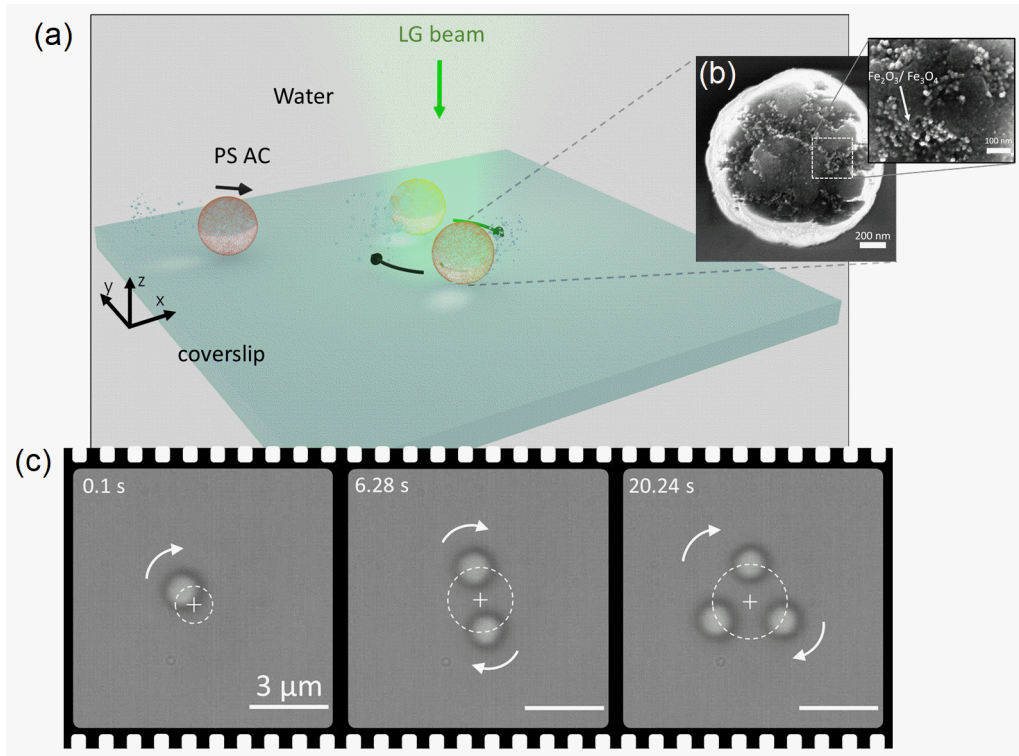 (a)
LG beam
Water
PS AC
y
z
x
coverslip
(b)
Fe₂O₃/ Fe₃O₄
100 nm
200 nm
(c)
0.1 s
3 μm
6.28 s
20.24 s